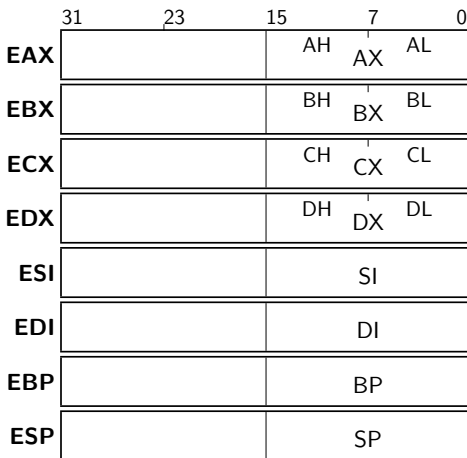 31 23 15 7 0
EAX AH AX AL
EBX BH BX BL
ECX CH CX CL
EDX DH DX DL
ESI SI
EDI DI
EBP BP
ESP SP